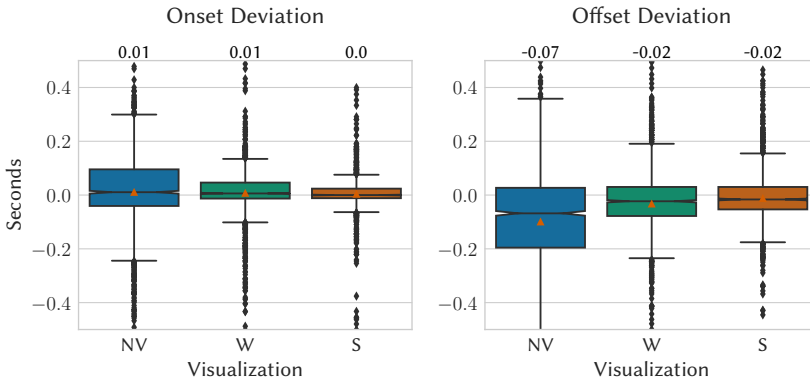 Onset Deviation
0.01 0.01 0.0
0.4
0.2
0.0
−0.2
−0.4
Seconds
NV W S
Visualization
Offset Deviation
-0.07 -0.02 -0.02
0.4
0.2
0.0
−0.2
−0.4
NV W S
Visualization